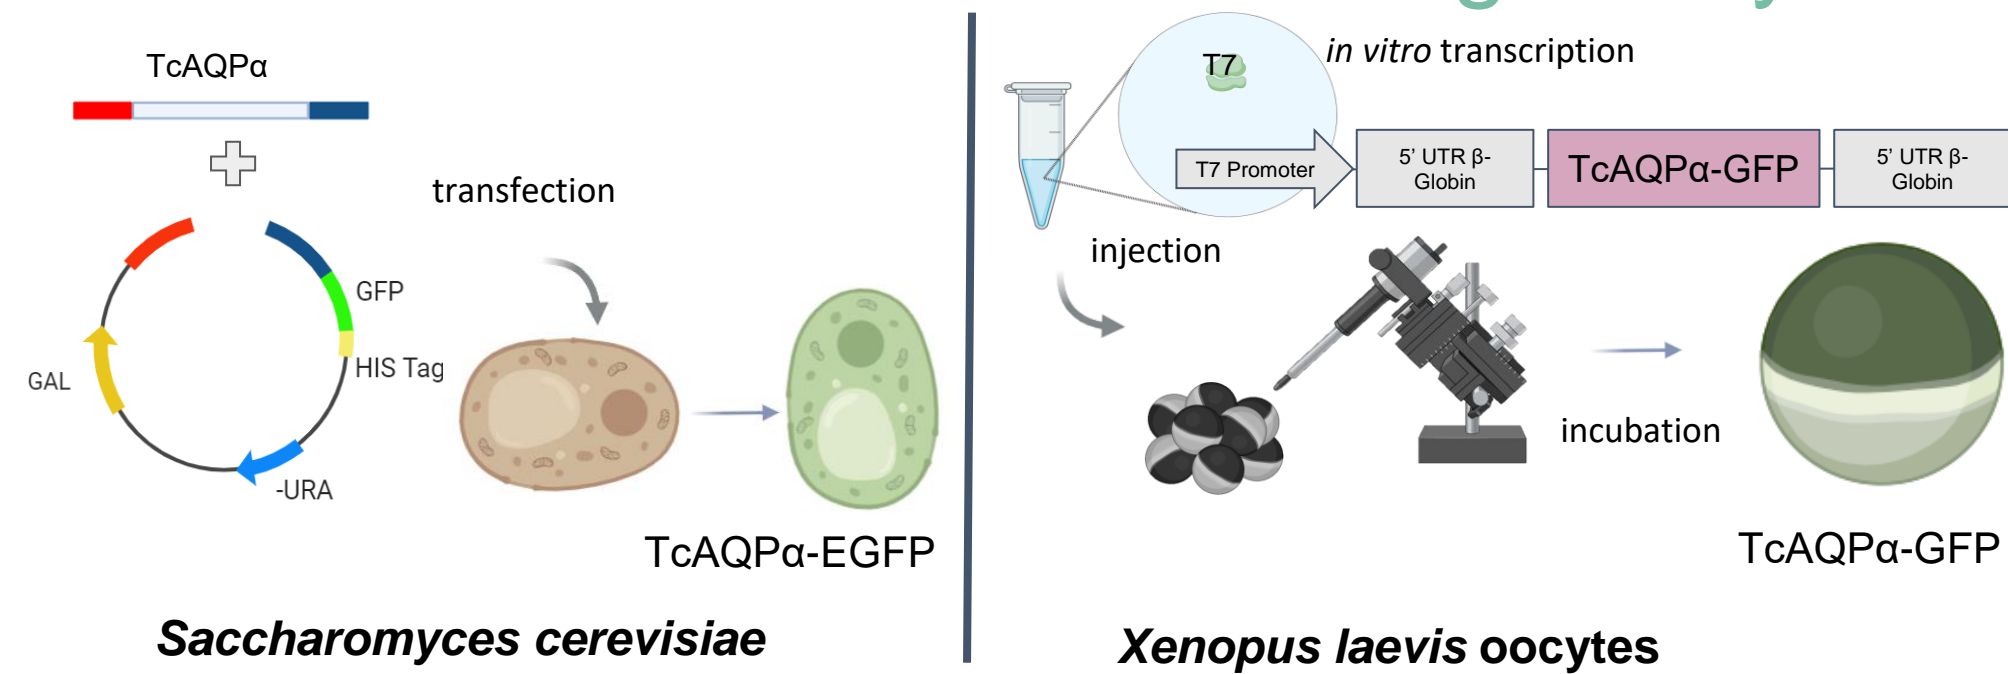 TcAQPα
transfection
GFP
HIS Tag
GAL
-URA
TcAQPα-EGFP
Saccharomyces cerevisiae
in vitro transcription
T7
T7 Promoter
5’ UTR β-
Globin
TcAQPα-GFP
5’ UTR β-
Globin
injection
incubation
TcAQPα-GFP
Xenopus laevis oocytes